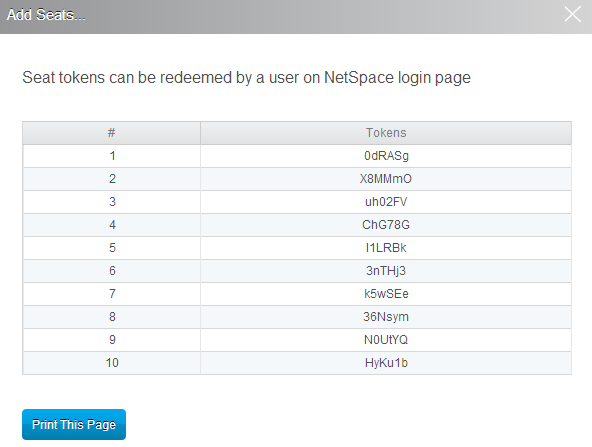 Add Seats...
Seat tokens can be redeemed by a user on NetSpace login page
# Tokens
1 0dRASg
2 X8MMmO
3 uh02FV
4 ChG78G
5 I1LRBk
6 3nTHj3
7 k5wSEe
8 36Nsym
9 N0UtYQ
10 HyKu1b
Print This Page